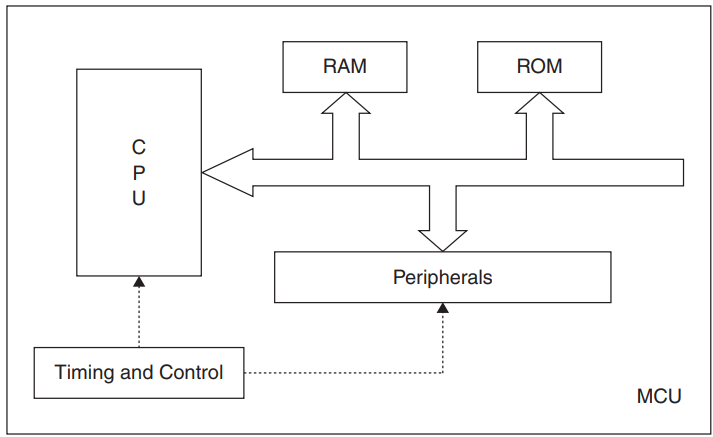 RAM
ROM
C
P
U
Peripherals
Timing and Control
MCU